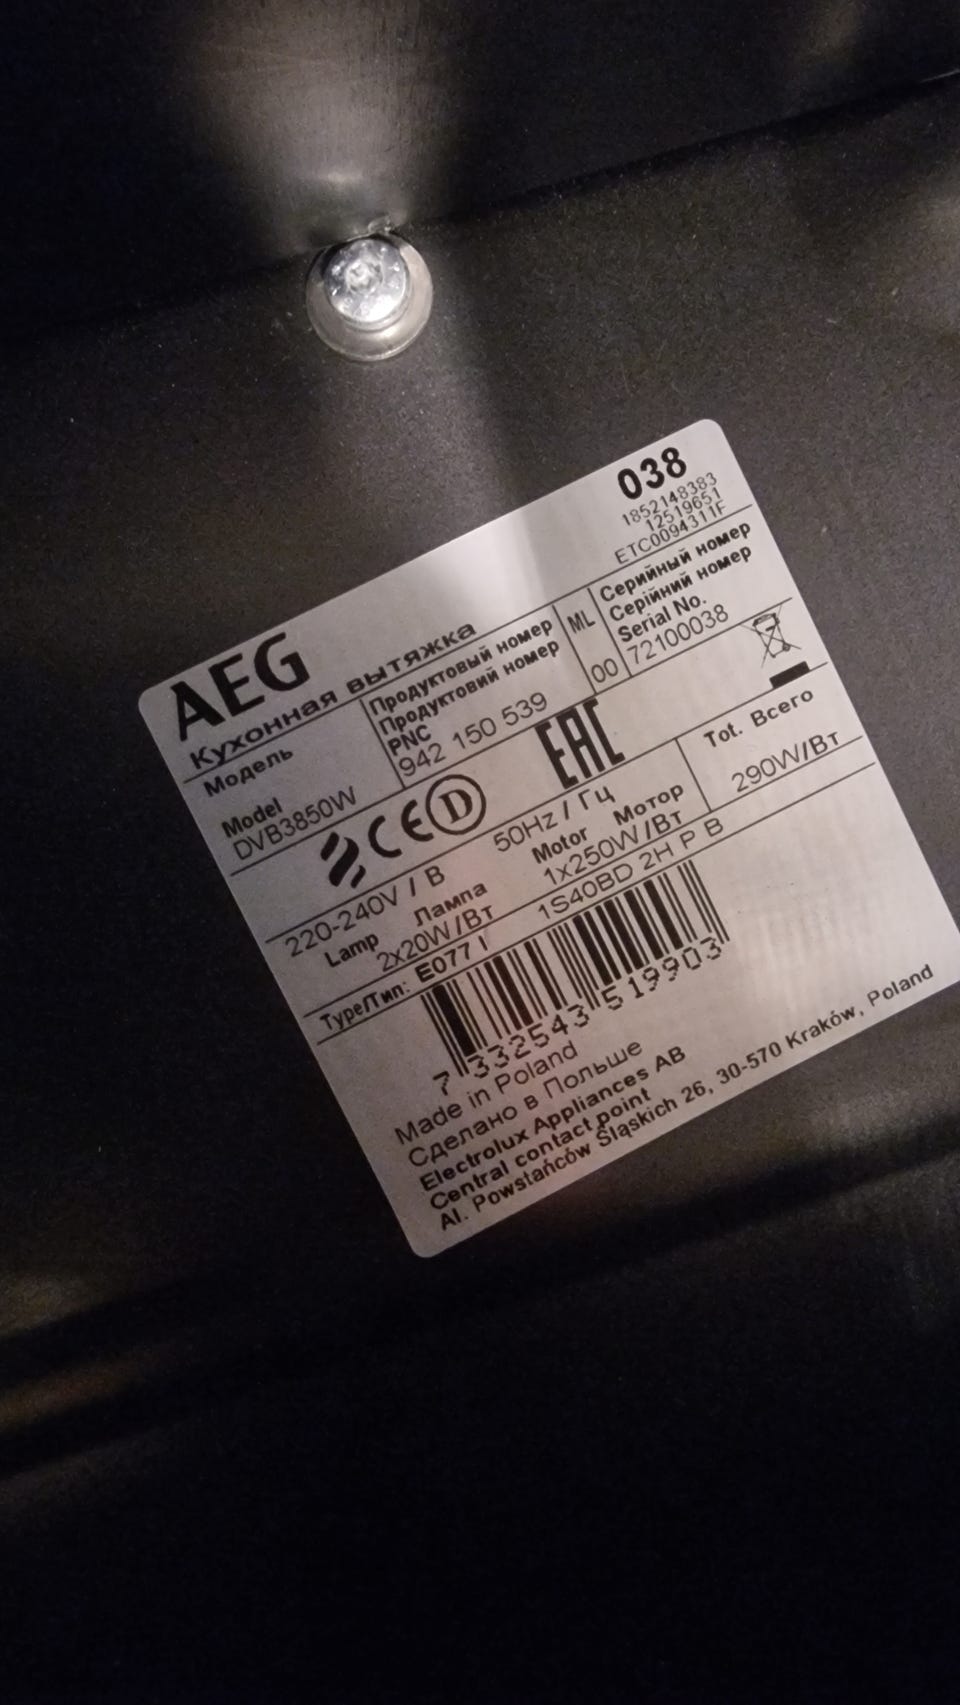 038
1852148383
12519651
ETC0094311F
AEG
Кухонная вытяжка
Модель
Model
DVB3850W
Продуктовый номер
Продуктовий номер
PNC
942 150 539
ML
00
Серийный номер
Серійний номер
Serial No.
72100038
CE D EAC
220-240V / В 50Hz / Гц
Lamp Лампа
2x20W/Вт
Motor Мотор
1x250W/Вт
Tot. Всего
290W/Вт
Type/Тип: E077 I 1S40BD 2H P B
7 332543 519903
Made in Poland
Сделано в Польше
Electrolux Appliances AB
Central contact point
Al. Powstańców Śląskich 26, 30-570 Kraków, Poland